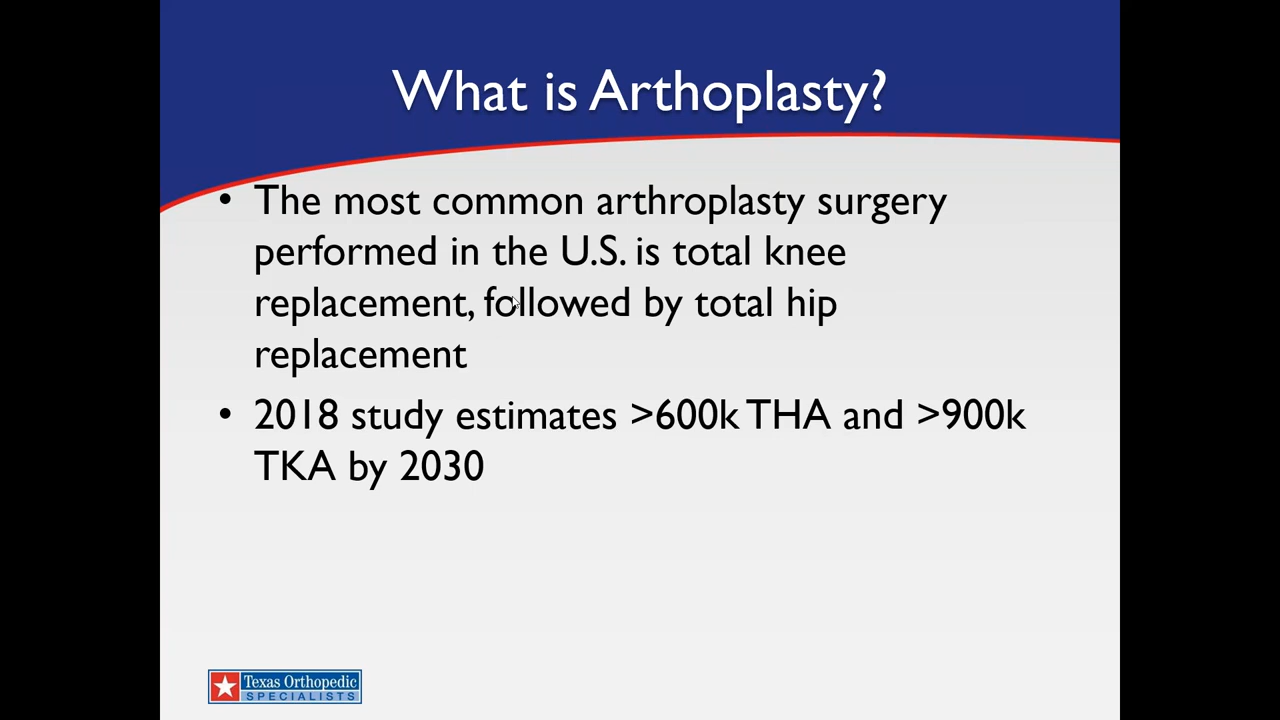 What is Arthoplasty?
• The most common arthroplasty surgery
performed in the U.S. is total knee
replacement, followed by total hip
replacement
• 2018 study estimates >600k THA and >900k
TKA by 2030
Texas Orthopedic
SPECIALISTS